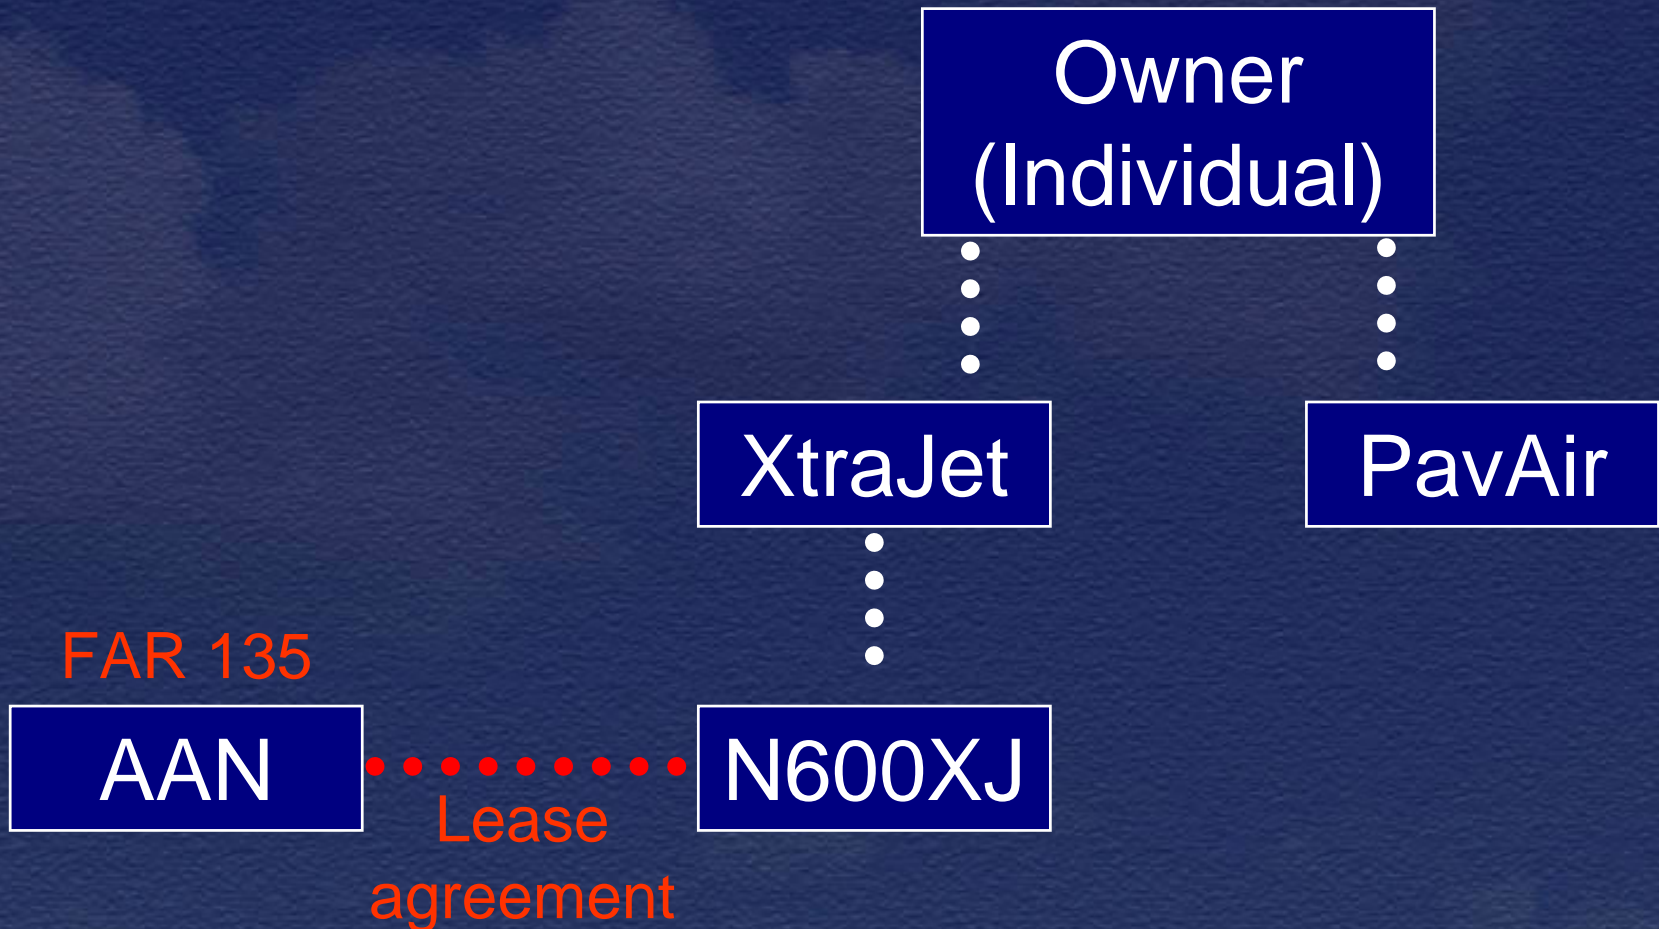 Owner
(Individual)
XtraJet
PavAir
FAR 135
AAN
N600XJ
Lease
agreement